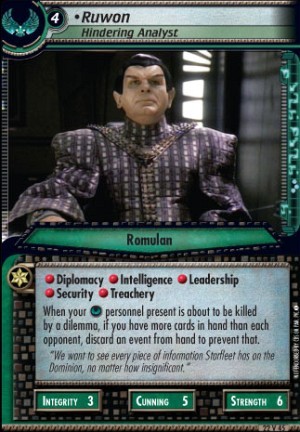 4
•Ruwon
Hindering Analyst
Romulan
Diplomacy Intelligence Leadership
Security Treachery
When your personnel present is about to be killed
by a dilemma, if you have more cards in hand than each
opponent, discard an event from hand to prevent that.
"We want to see every piece of information Starfleet has on the
Dominion, no matter how insignificant."
INTEGRITY 3 CUNNING 5 STRENGTH 6